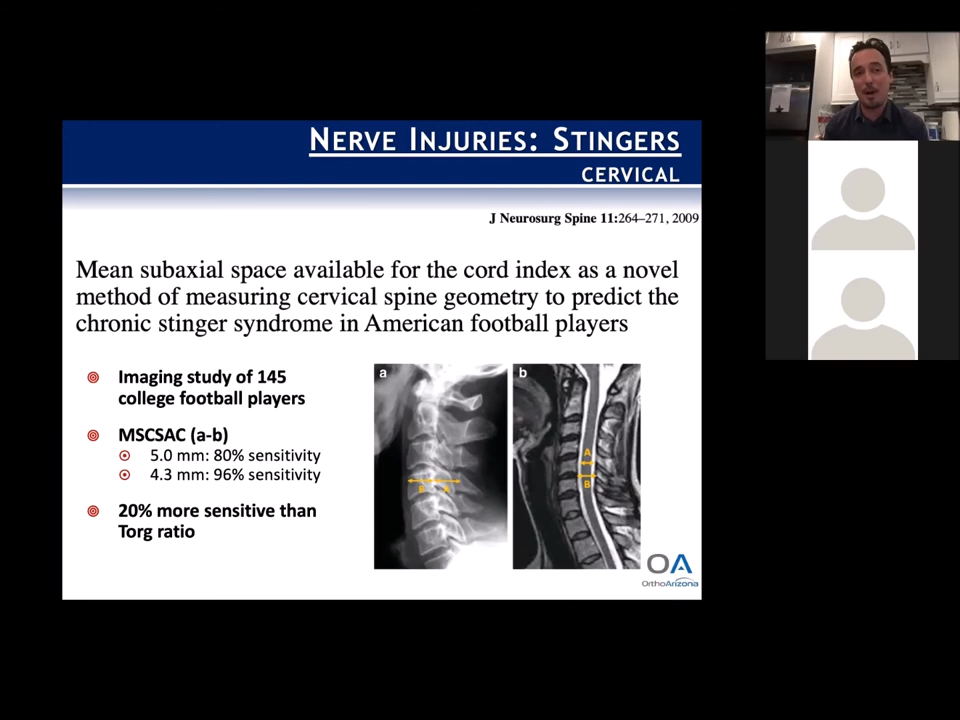 NERVE INJURIES: STINGERS
CERVICAL
J Neurosurg Spine 11:264–271, 2009
Mean subaxial space available for the cord index as a novel
method of measuring cervical spine geometry to predict the
chronic stinger syndrome in American football players
Imaging study of 145
college football players
MSCSAC (a-b)
5.0 mm: 80% sensitivity
4.3 mm: 96% sensitivity
20% more sensitive than
Torg ratio
a
B A
b
A
B
OA
OrthoArizona